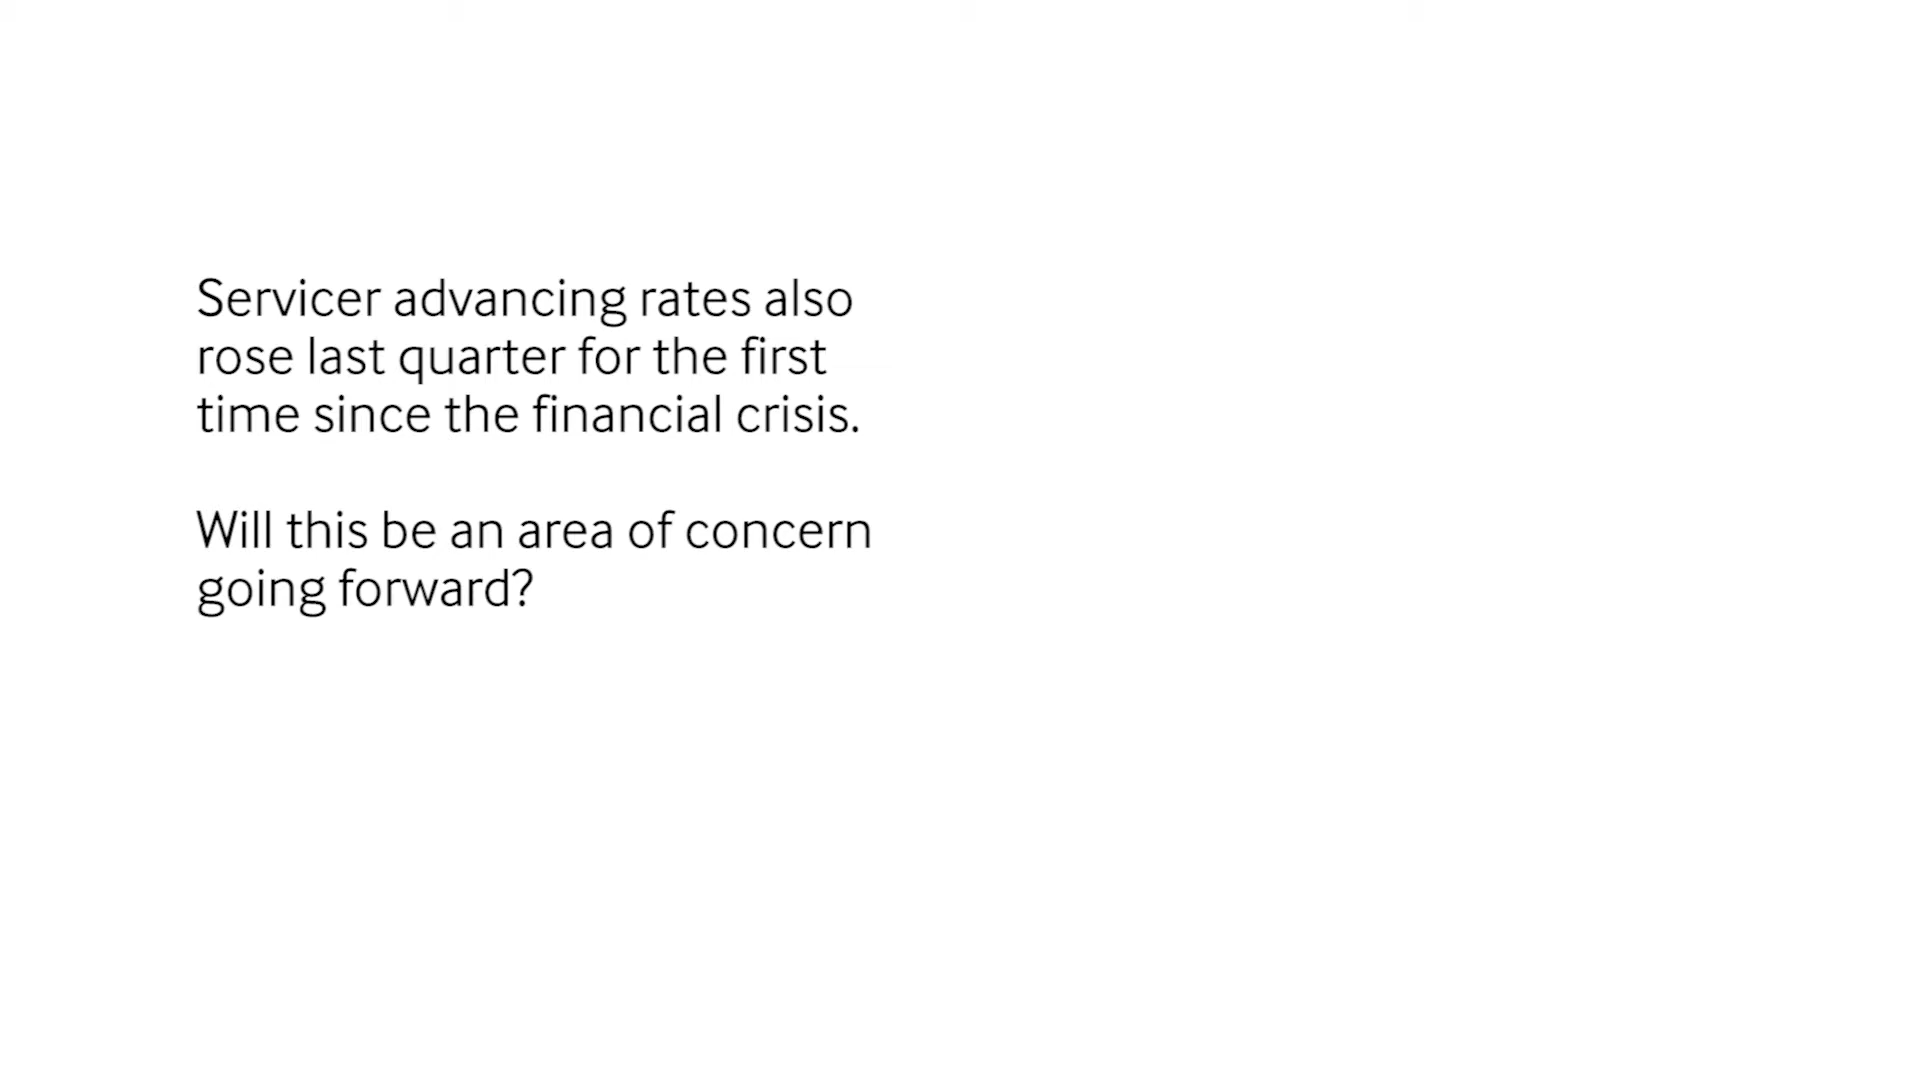 Servicer advancing rates also
rose last quarter for the first
time since the financial crisis.
Will this be an area of concern
going forward?